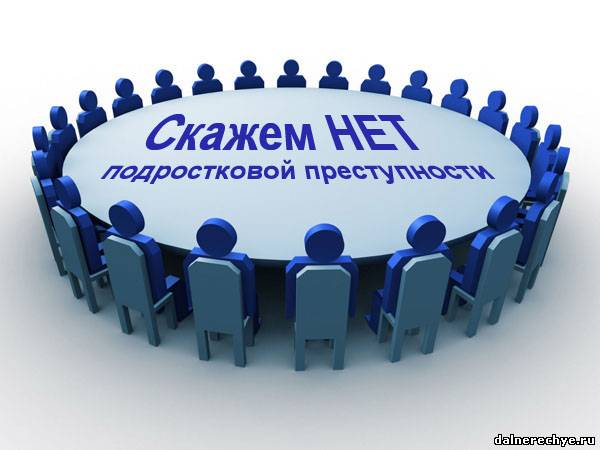 Скажем НЕТ
подростковой преступности
dalnerechye.ru